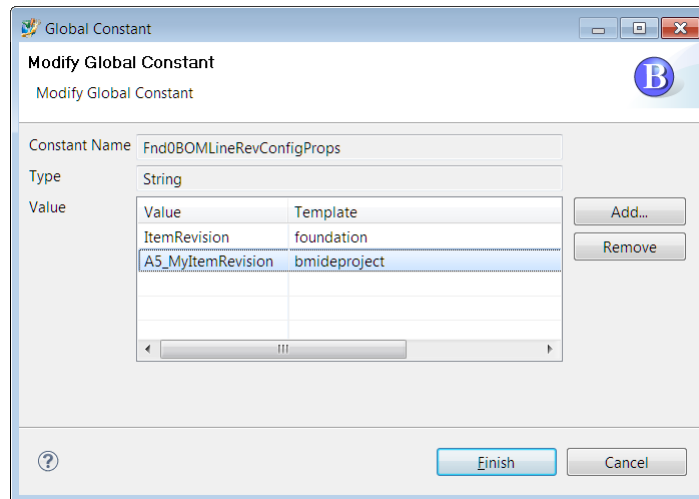 Global Constant
Modify Global Constant
Modify Global Constant
B
Constant Name Fnd0BOMLineRevConfigProps
Type String
Value
Value Template
ItemRevision foundation
A5_MyItemRevision bmideproject
Add...
Remove
?
Finish Cancel